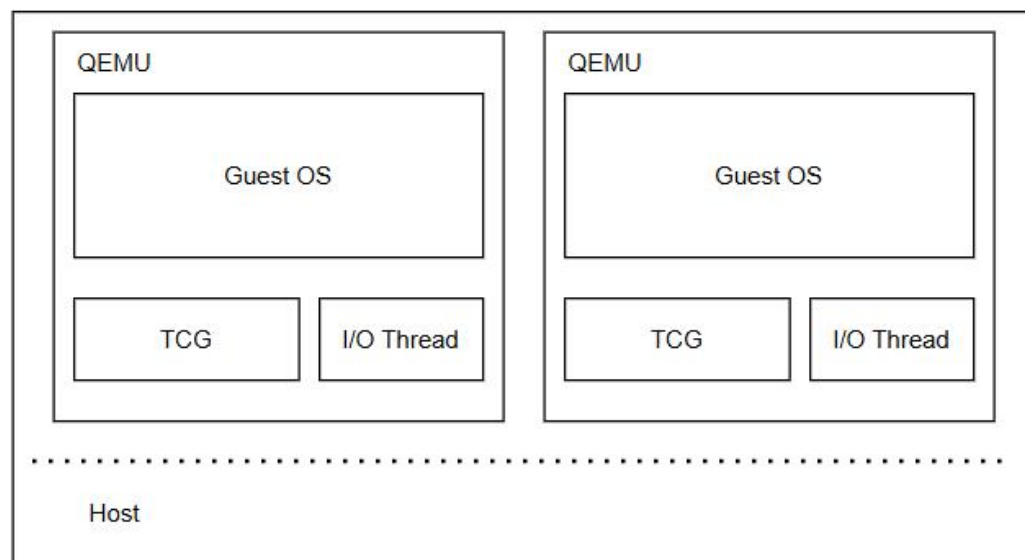 QEMU
Guest OS
TCG
I/O Thread
QEMU
Guest OS
TCG
I/O Thread
Host